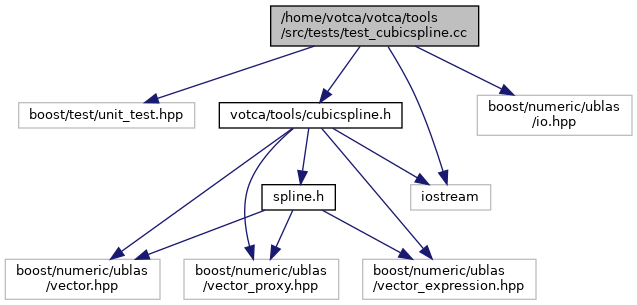 /home/votca/votca/tools
/src/tests/test_cubicspline.cc
boost/test/unit_test.hpp
votca/tools/cubicspline.h
boost/numeric/ublas
/io.hpp
spline.h
iostream
boost/numeric/ublas
/vector.hpp
boost/numeric/ublas
/vector_proxy.hpp
boost/numeric/ublas
/vector_expression.hpp